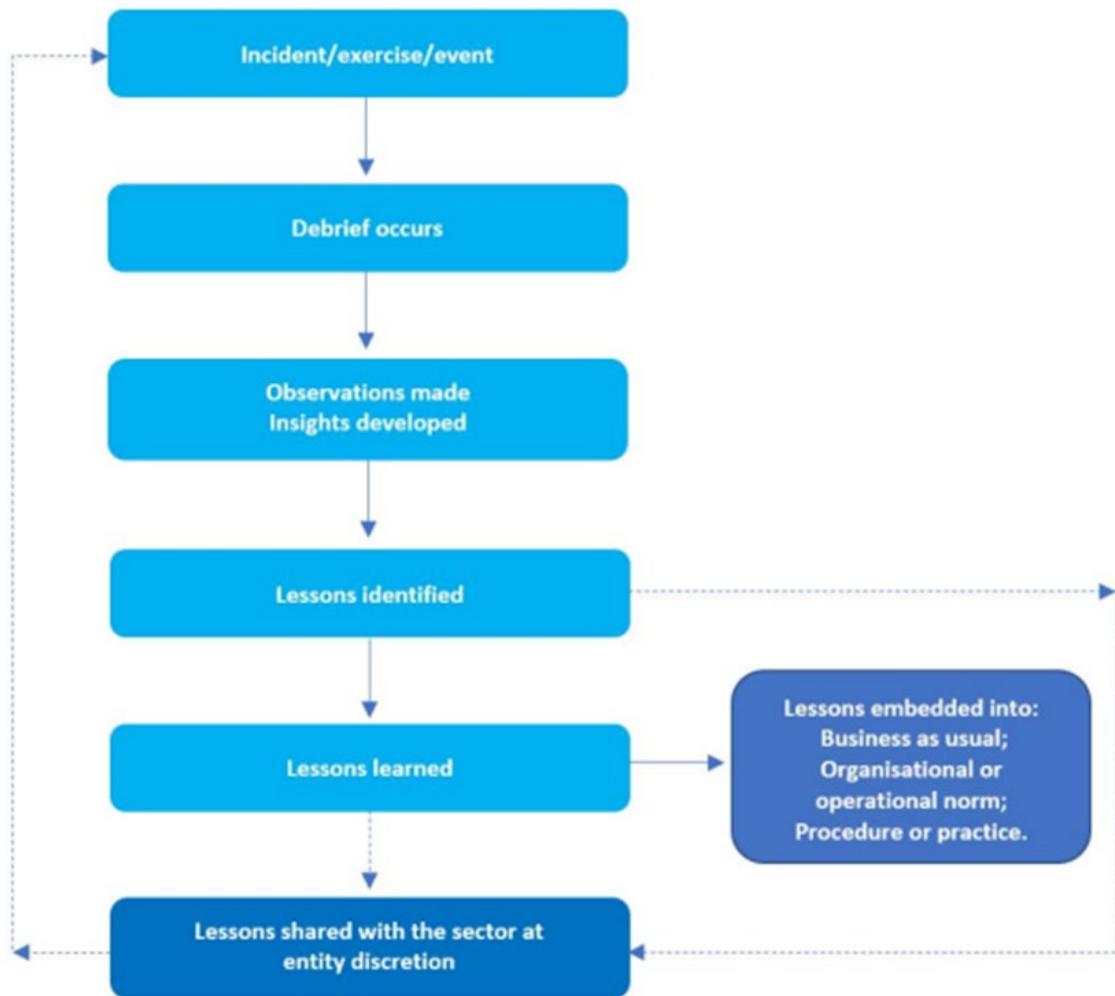 Incident/exercise/event
Debrief occurs
Observations made
Insights developed
Lessons identified
Lessons learned
Lessons embedded into:
Business as usual;
Organisational or
operational norm;
Procedure or practice.
Lessons shared with the sector at
entity discretion